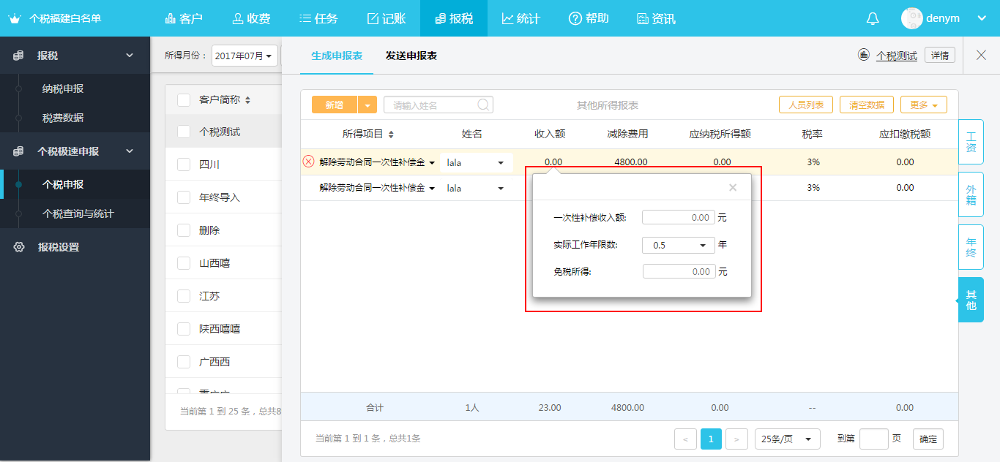 个税福建白名单
客户
收费
任务
记账
报税
统计
帮助
资讯
denym
报税
纳税申报
税费数据
个税极速申报
个税申报
个税查询与统计
报税设置
所得月份：
2017年07月
客户简称
个税测试
四川
年终导入
删除
山西嘻
江苏
陕西嘻嘻
广西西
当前第 1 到 25 条，总共8
生成申报表
发送申报表
个税测试
详情
新增
请输入姓名
其他所得报表
人员列表
清空数据
更多
所得项目 姓名 收入额 减除费用 应纳税所得额 税率 应扣缴税额
解除劳动合同一次性补偿金 lala 0.00 4800.00 0.00 3% 0.00
解除劳动合同一次性补偿金 lala 3% 0.00
×
一次性补偿收入额: 0.00 元
实际工作年限数: 0.5 年
免税所得: 0.00 元
合计 1人 23.00 4800.00 0.00 -- 0.00
当前第 1 到 1 条，总共1条
< 1 > 25条/页 到第 页 确定
工资
外籍
年终
其他